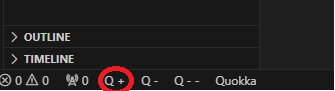 OUTLINE
TIMELINE
0 0 0 Q + Q - Q - - Quokka